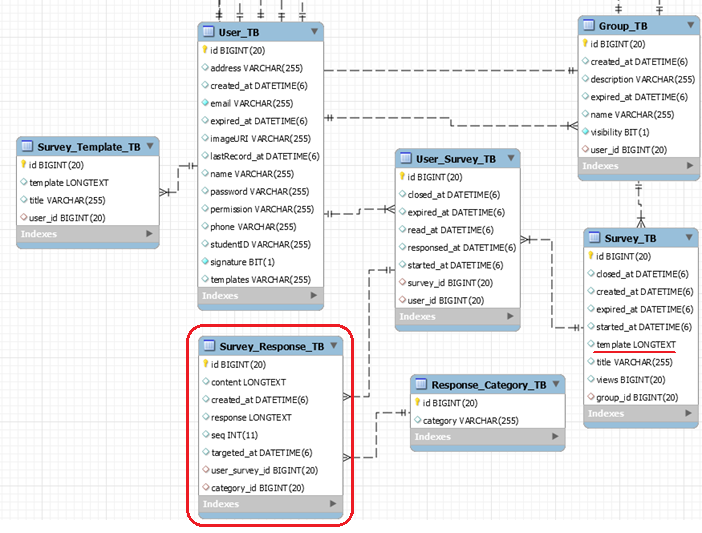 User_TB
id BIGINT(20)
address VARCHAR(255)
created_at DATETIME(6)
email VARCHAR(255)
expired_at DATETIME(6)
imageURI VARCHAR(255)
lastRecord_at DATETIME(6)
name VARCHAR(255)
password VARCHAR(255)
permission VARCHAR(255)
phone VARCHAR(255)
studentID VARCHAR(255)
signature BIT(1)
templates VARCHAR(255)
Indexes
Group_TB
id BIGINT(20)
created_at DATETIME(6)
description VARCHAR(255)
expired_at DATETIME(6)
name VARCHAR(255)
visibility BIT(1)
user_id BIGINT(20)
Indexes
Survey_Template_TB
id BIGINT(20)
template LONGTEXT
title VARCHAR(255)
user_id BIGINT(20)
Indexes
User_Survey_TB
id BIGINT(20)
closed_at DATETIME(6)
expired_at DATETIME(6)
read_at DATETIME(6)
responsed_at DATETIME(6)
started_at DATETIME(6)
survey_id BIGINT(20)
user_id BIGINT(20)
Indexes
Survey_TB
id BIGINT(20)
closed_at DATETIME(6)
created_at DATETIME(6)
expired_at DATETIME(6)
started_at DATETIME(6)
template LONGTEXT
title VARCHAR(255)
views BIGINT(20)
group_id BIGINT(20)
Indexes
Survey_Response_TB
id BIGINT(20)
content LONGTEXT
created_at DATETIME(6)
response LONGTEXT
seq INT(11)
targeted_at DATETIME(6)
user_survey_id BIGINT(20)
category_id BIGINT(20)
Indexes
Response_Category_TB
id BIGINT(20)
category VARCHAR(255)
Indexes